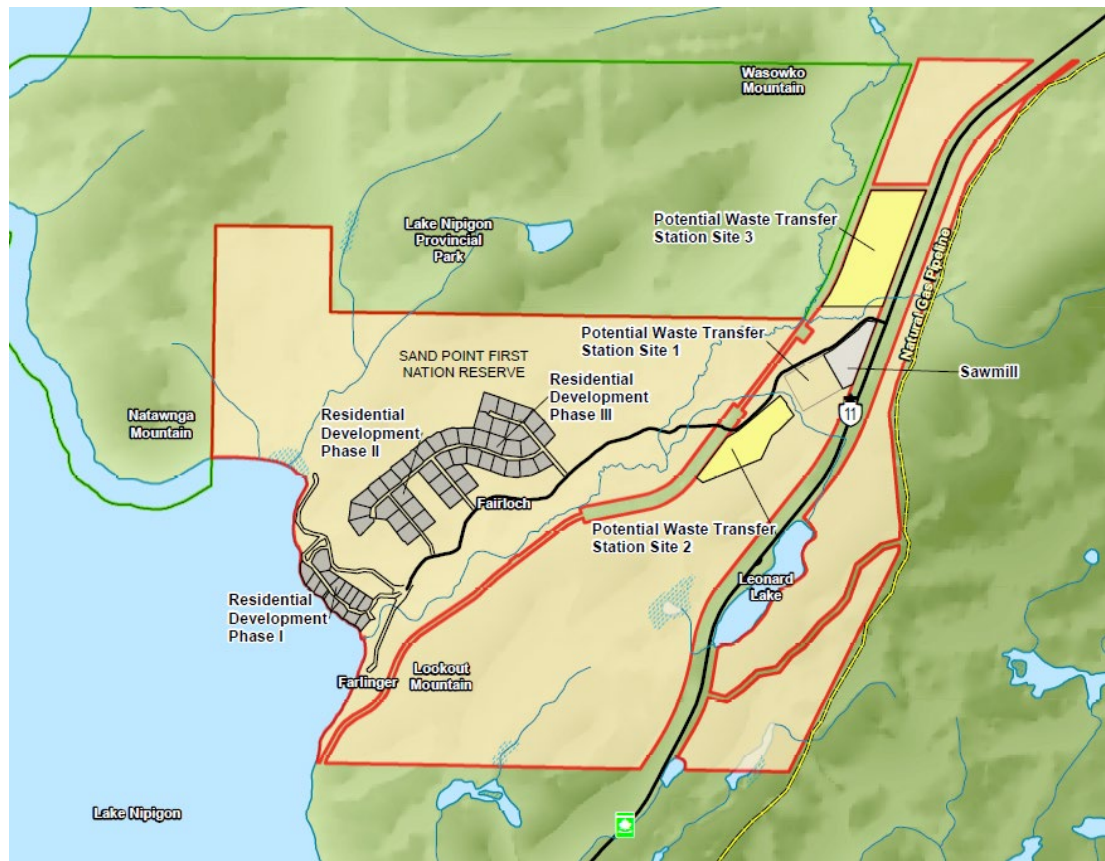 Wasowko
Mountain
Potential Waste Transfer
Station Site 3
Lake Nipigon
Provincial
Park
Natural Gas Pipeline
Potential Waste Transfer
Station Site 1
SAND POINT FIRST
NATION RESERVE
Sawmill
Residential
Development
Phase III
Natawnga
Mountain
Residential
Development
Phase II
11
Fairloch
Potential Waste Transfer
Station Site 2
Leonard
Lake
Residential
Development
Phase I
Lookout
Mountain
Farlinger
Lake Nipigon